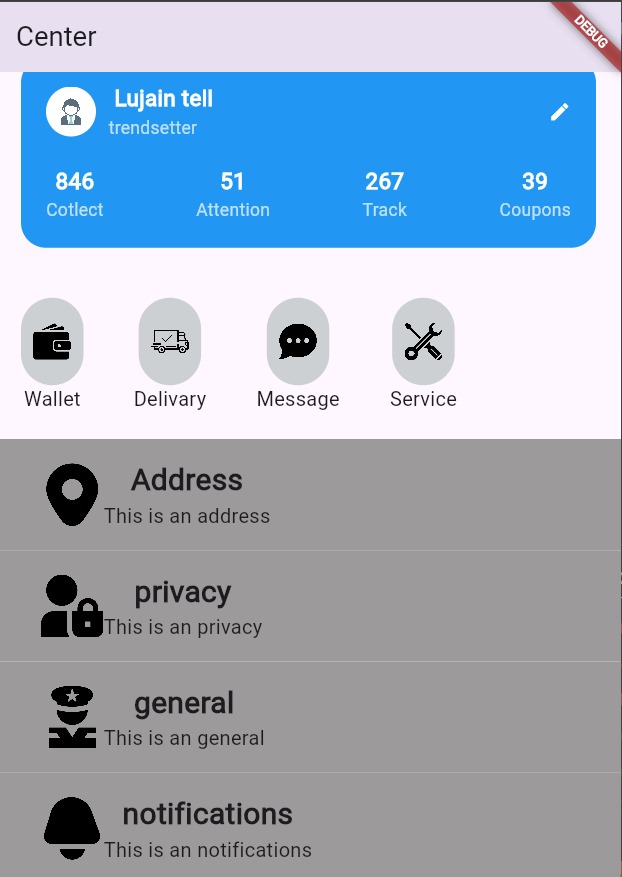 Center
DEBUG
Lujain tell
trendsetter
846 51 267 39
Cotlect Attention Track Coupons
Wallet Delivary Message Service
Address
This is an address
privacy
This is an privacy
general
This is an general
notifications
This is an notifications